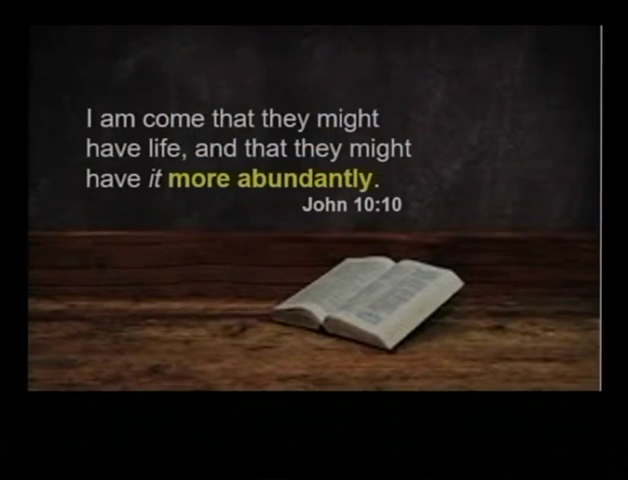 I am come that they might
have life, and that they might
have it more abundantly.
John 10:10